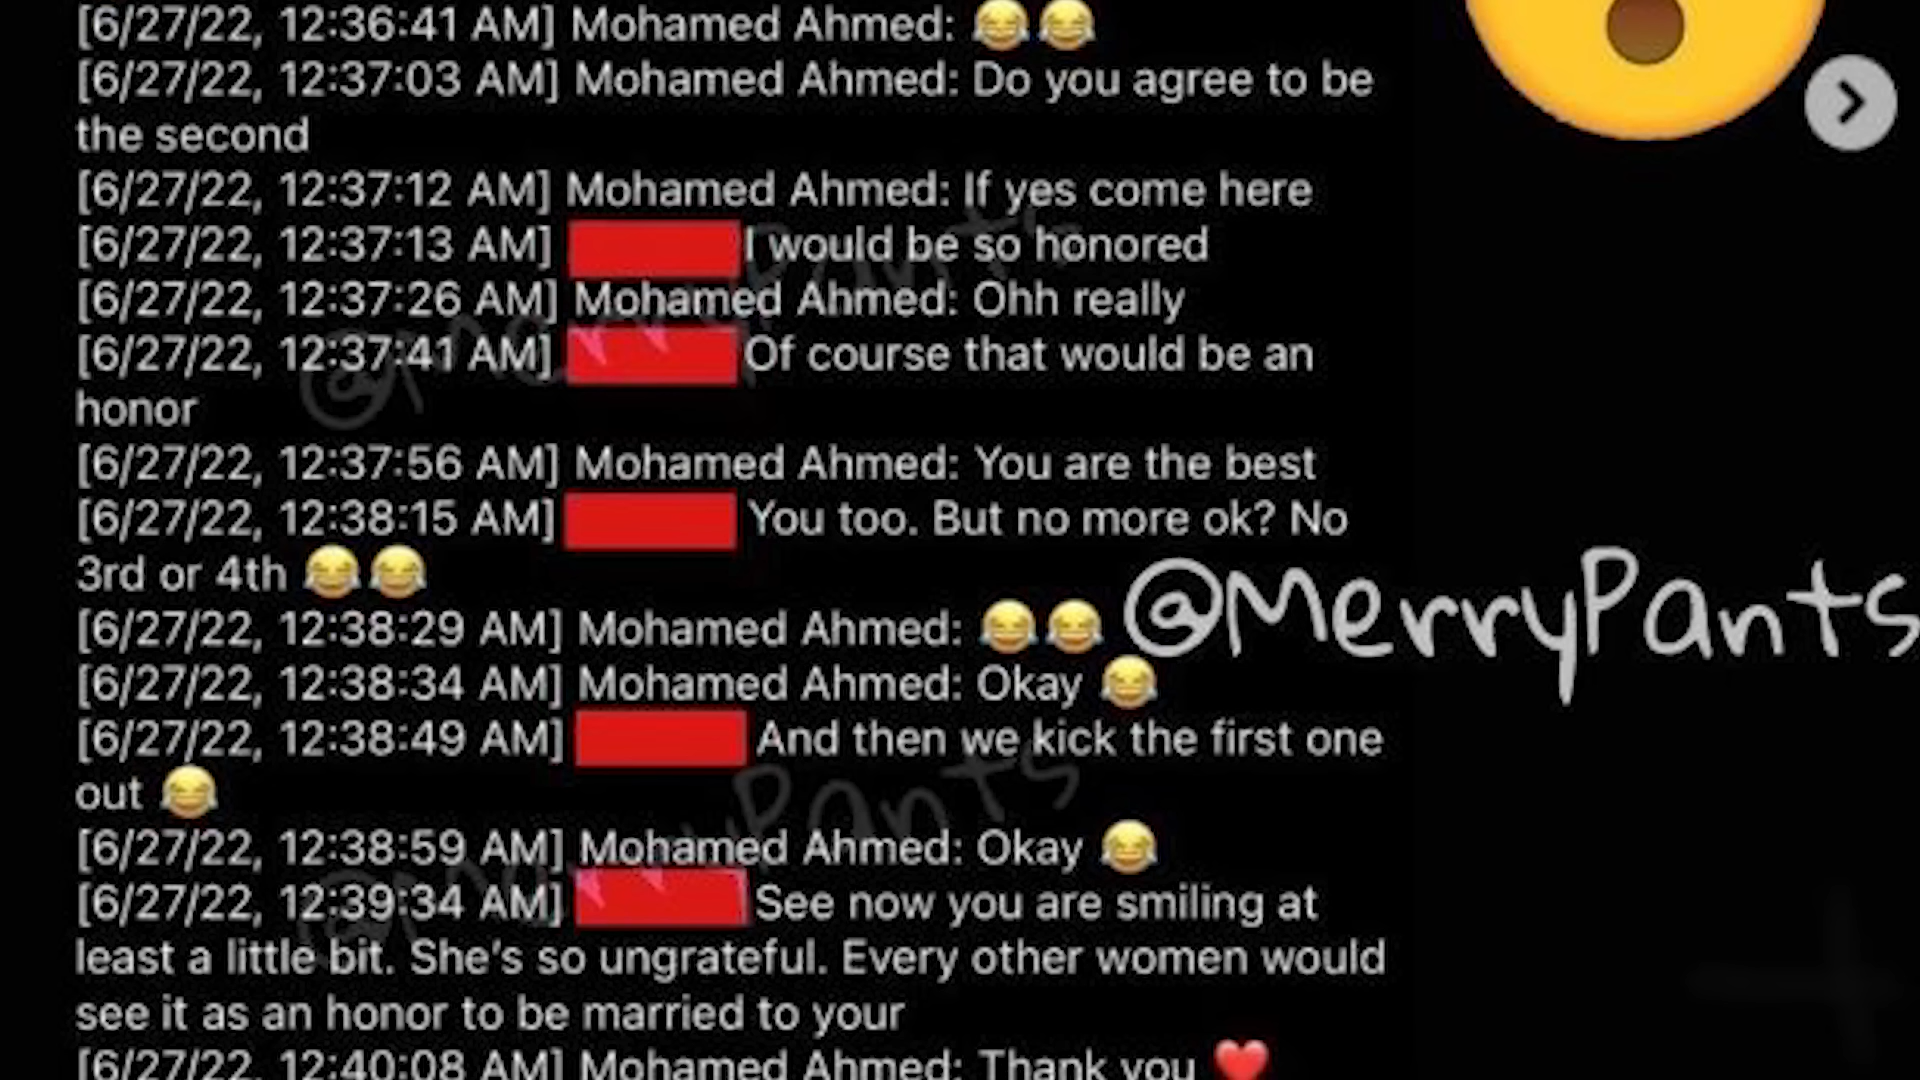 [6/27/22, 12:36:41 AM] Mohamed Ahmed: 😂😂
[6/27/22, 12:37:03 AM] Mohamed Ahmed: Do you agree to be
the second
[6/27/22, 12:37:12 AM] Mohamed Ahmed: If yes come here
[6/27/22, 12:37:13 AM] I would be so honored
[6/27/22, 12:37:26 AM] Mohamed Ahmed: Ohh really
[6/27/22, 12:37:41 AM] Of course that would be an
honor
[6/27/22, 12:37:56 AM] Mohamed Ahmed: You are the best
[6/27/22, 12:38:15 AM] You too. But no more ok? No
3rd or 4th 😂😂
[6/27/22, 12:38:29 AM] Mohamed Ahmed: 😂😂
@MerryPants
[6/27/22, 12:38:34 AM] Mohamed Ahmed: Okay 😂
[6/27/22, 12:38:49 AM] And then we kick the first one
out 😂
[6/27/22, 12:38:59 AM] Mohamed Ahmed: Okay 😂
[6/27/22, 12:39:34 AM] See now you are smiling at
least a little bit. She's so ungrateful. Every other women would
see it as an honor to be married to your
[6/27/22, 12:40:08 AM] Mohamed Ahmed: Thank you ❤️